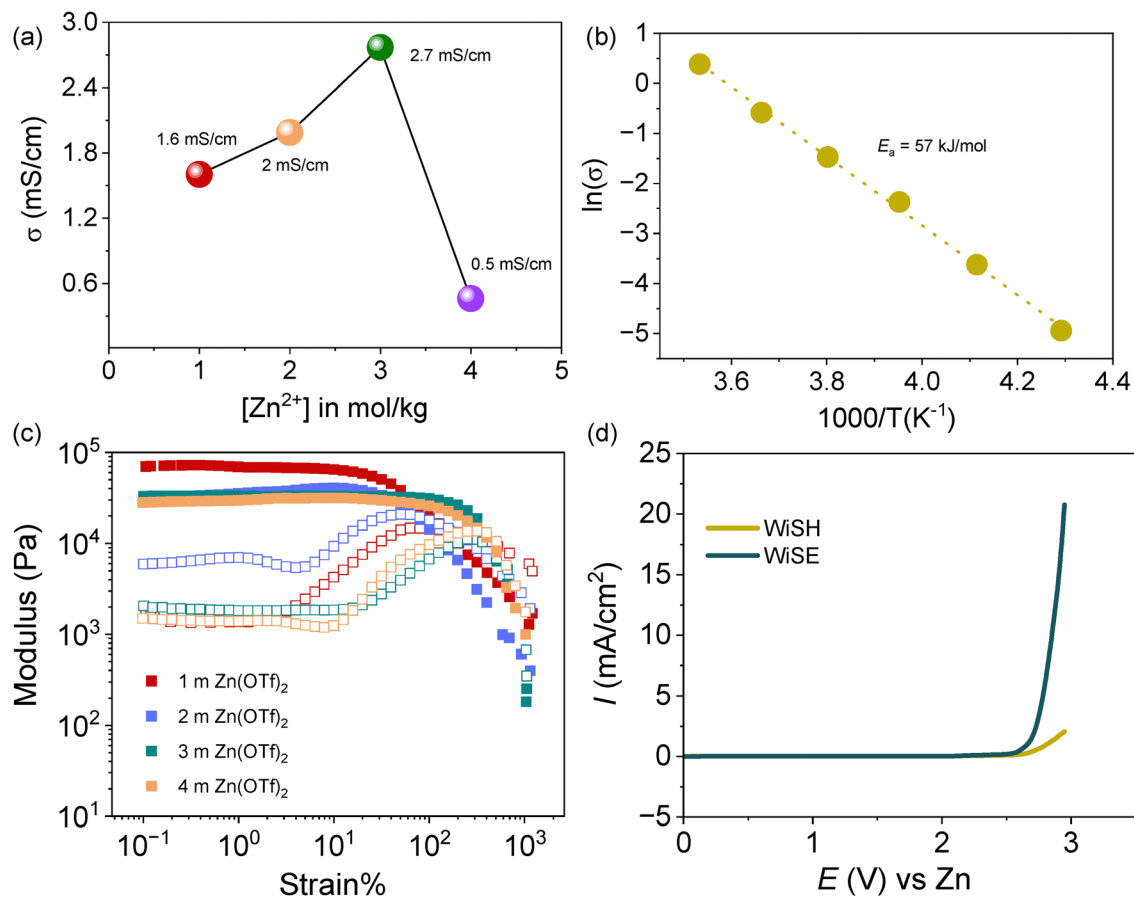 (a)
3.0
2.4
1.8
1.2
0.6
σ (mS/cm)
1.6 mS/cm
2 mS/cm
2.7 mS/cm
0.5 mS/cm
0 1 2 3 4 5
[Zn²⁺] in mol/kg
(b)
1
0
−1
−2
−3
−4
−5
ln(σ)
Eₐ = 57 kJ/mol
3.6 3.8 4.0 4.2 4.4
1000/T(K⁻¹)
(c)
10⁵
10⁴
10³
10²
10¹
Modulus (Pa)
1 m Zn(OTf)₂
2 m Zn(OTf)₂
3 m Zn(OTf)₂
4 m Zn(OTf)₂
10⁻¹ 10⁰ 10¹ 10² 10³
Strain%
(d)
25
20
15
10
5
0
−5
I (mA/cm²)
WiSH
WiSE
0 1 2 3
E (V) vs Zn